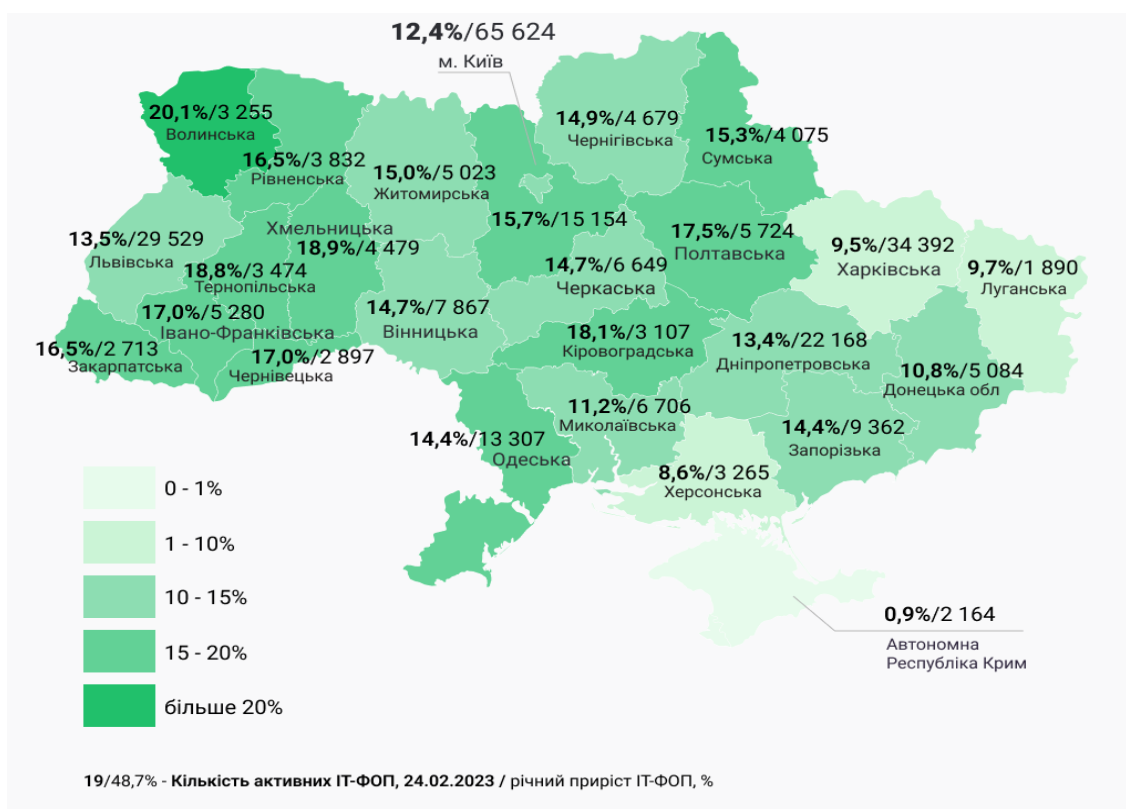 12,4%/65 624
м. Київ
20,1%/3 255
Волинська
16,5%/3 832
Рівненська
15,0%/5 023
Житомирська
14,9%/4 679
Чернігівська
15,3%/4 075
Сумська
13,5%/29 529
Львівська
Хмельницька
18,9%/4 479
18,8%/3 474
Тернопільська
15,7%/15 154
17,5%/5 724
Полтавська
9,5%/34 392
Харківська
9,7%/1 890
Луганська
14,7%/6 649
Черкаська
17,0%/5 280
Івано-Франківська
14,7%/7 867
Вінницька
16,5%/2 713
Закарпатська
17,0%/2 897
Чернівецька
18,1%/3 107
Кіровоградська
13,4%/22 168
Дніпропетровська
10,8%/5 084
Донецька обл
11,2%/6 706
Миколаївська
14,4%/9 362
Запорізька
14,4%/13 307
Одеська
8,6%/3 265
Херсонська
0 - 1%
1 - 10%
10 - 15%
15 - 20%
більше 20%
0,9%/2 164
Автономна
Республіка Крим
19/48,7% - Кількість активних ІТ-ФОП, 24.02.2023 / річний приріст ІТ-ФОП, %